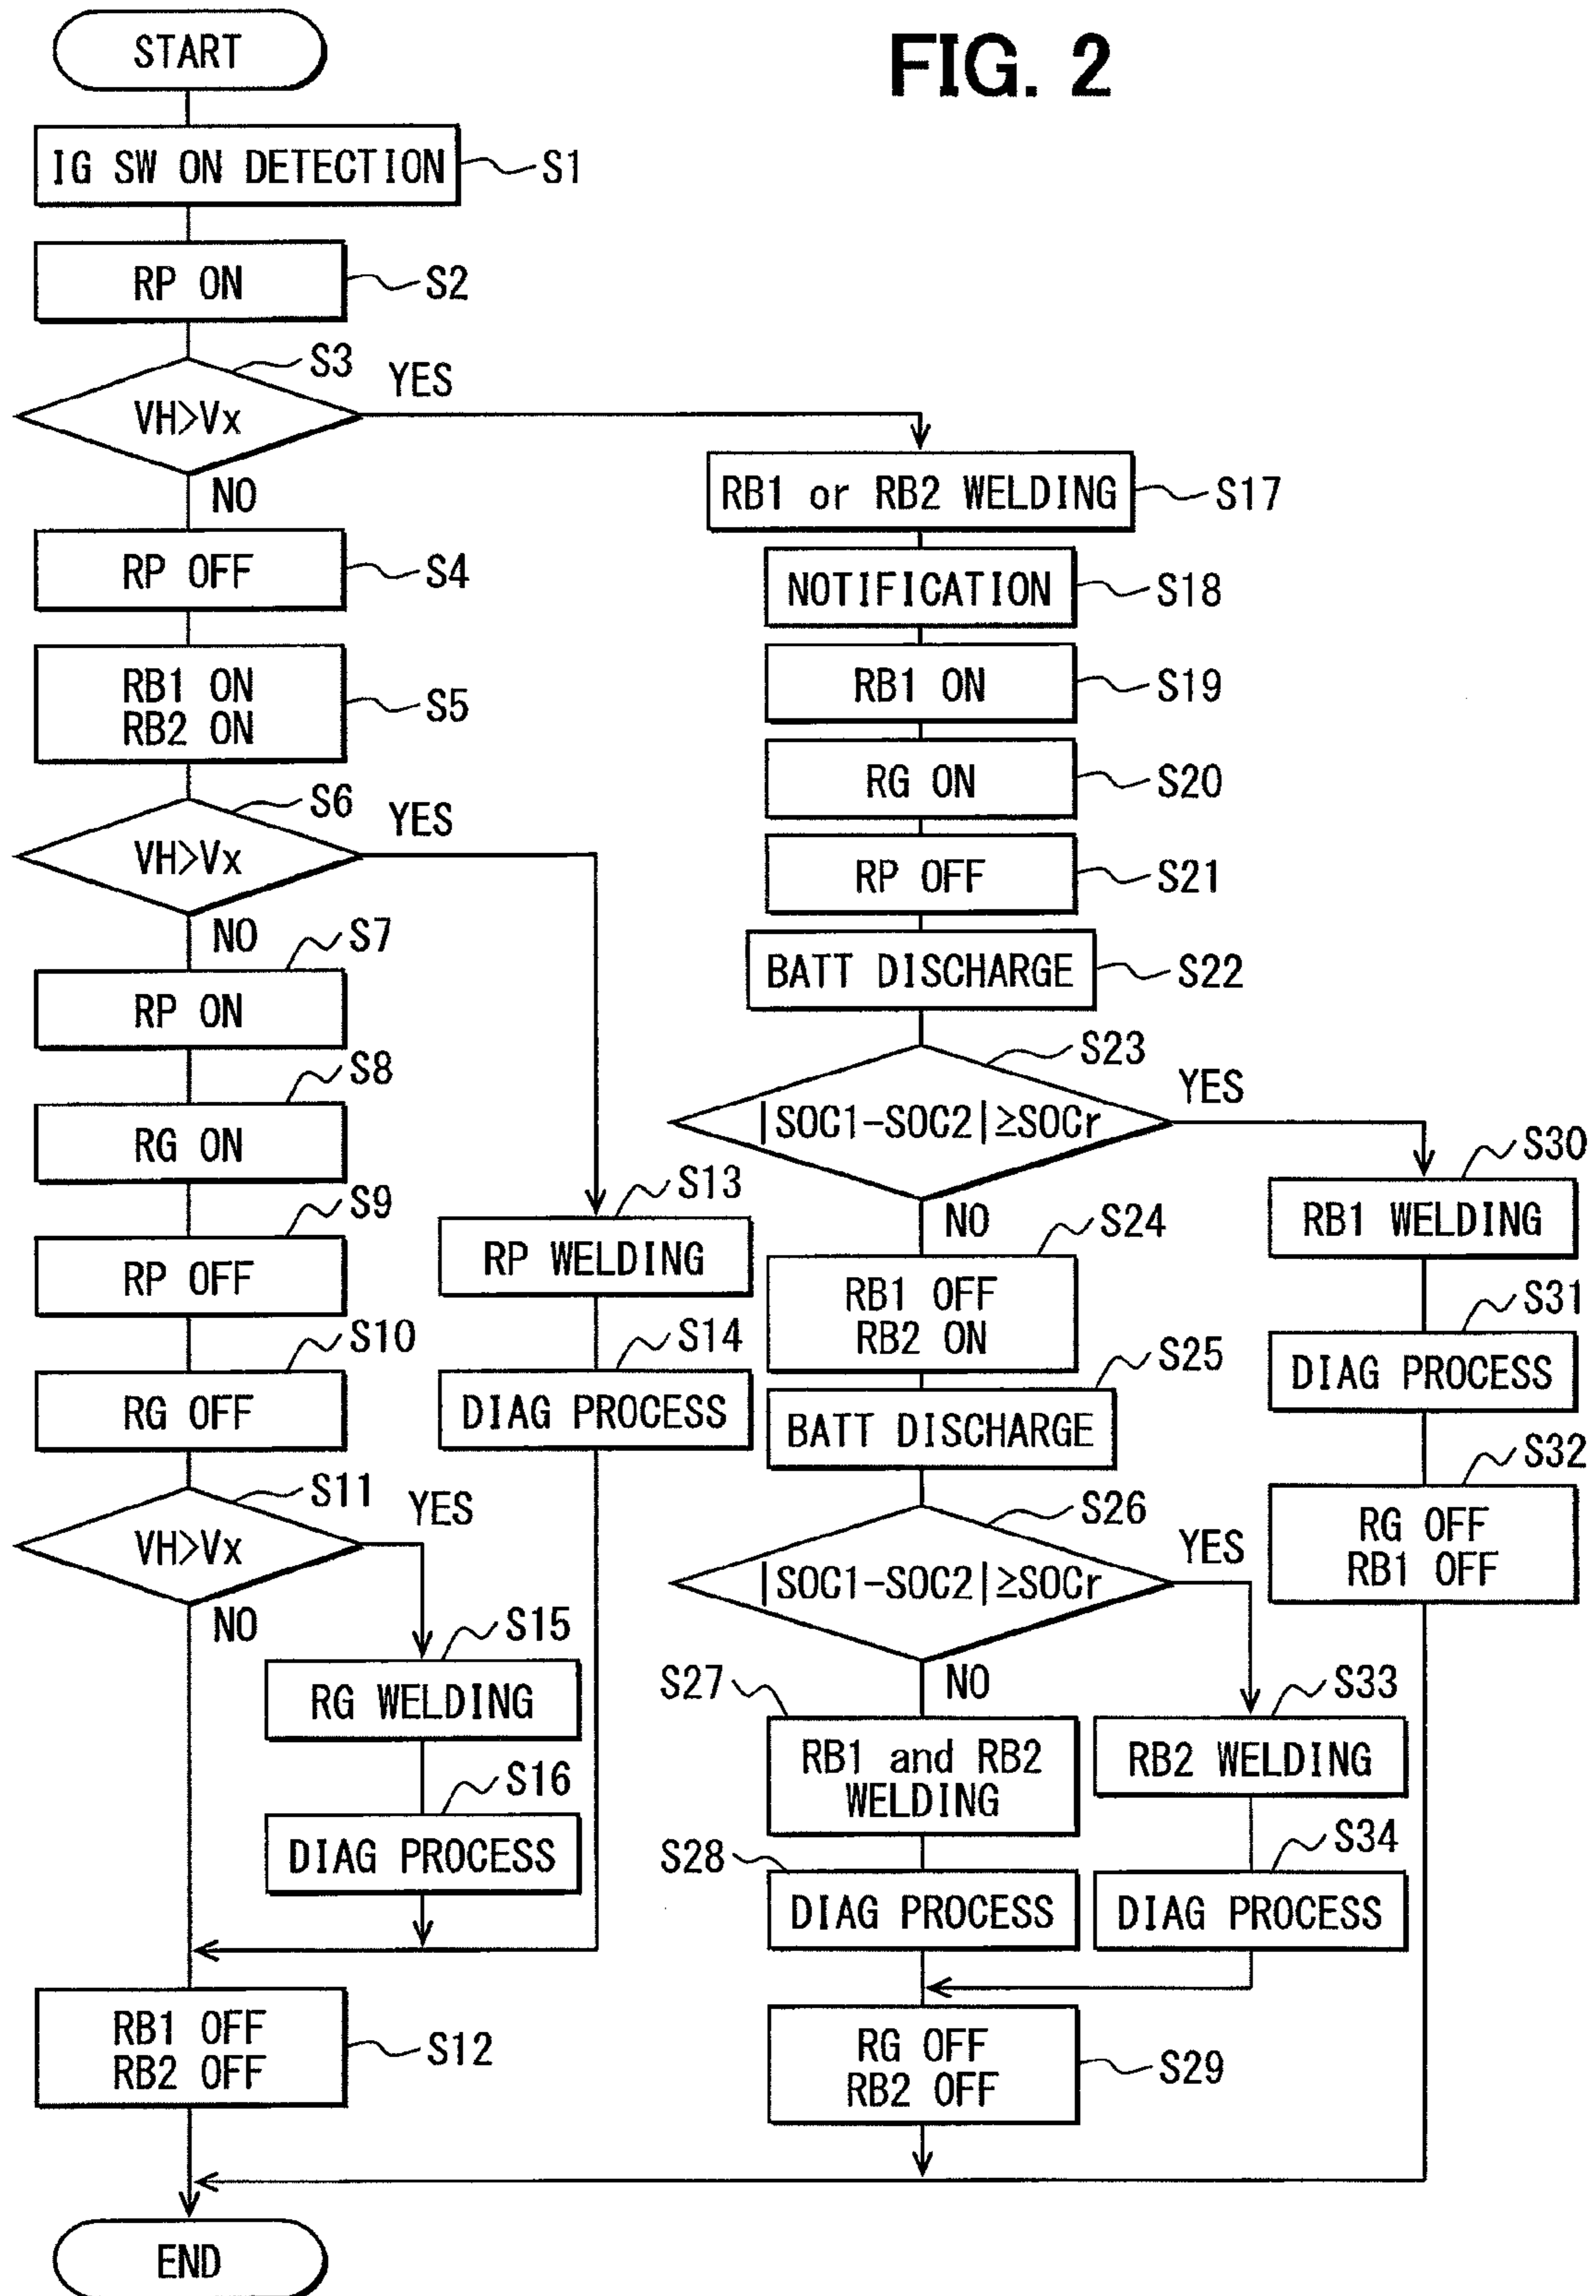 FIG. 2
START
IG SW ON DETECTION
S1
RP ON
S2
S3
VH>Vx
YES
NO
RP OFF
S4
RB1 ON
RB2 ON
S5
S6
VH>Vx
YES
NO
S7
RP ON
S8
RG ON
S9
RP OFF
S10
RG OFF
S11
VH>Vx
YES
NO
RB1 OFF
RB2 OFF
S12
END
S13
RP WELDING
S14
DIAG PROCESS
S15
RG WELDING
S16
DIAG PROCESS
RB1 or RB2 WELDING
S17
NOTIFICATION
S18
RB1 ON
S19
RG ON
S20
RP OFF
S21
BATT DISCHARGE
S22
S23
|SOC1-SOC2|≥SOCr
YES
NO
S24
RB1 OFF
RB2 ON
S25
BATT DISCHARGE
S26
|SOC1-SOC2|≥SOCr
YES
NO
S27
RB1 and RB2
WELDING
S28
DIAG PROCESS
RG OFF
RB2 OFF
S29
S30
RB1 WELDING
S31
DIAG PROCESS
S32
RG OFF
RB1 OFF
S33
RB2 WELDING
S34
DIAG PROCESS